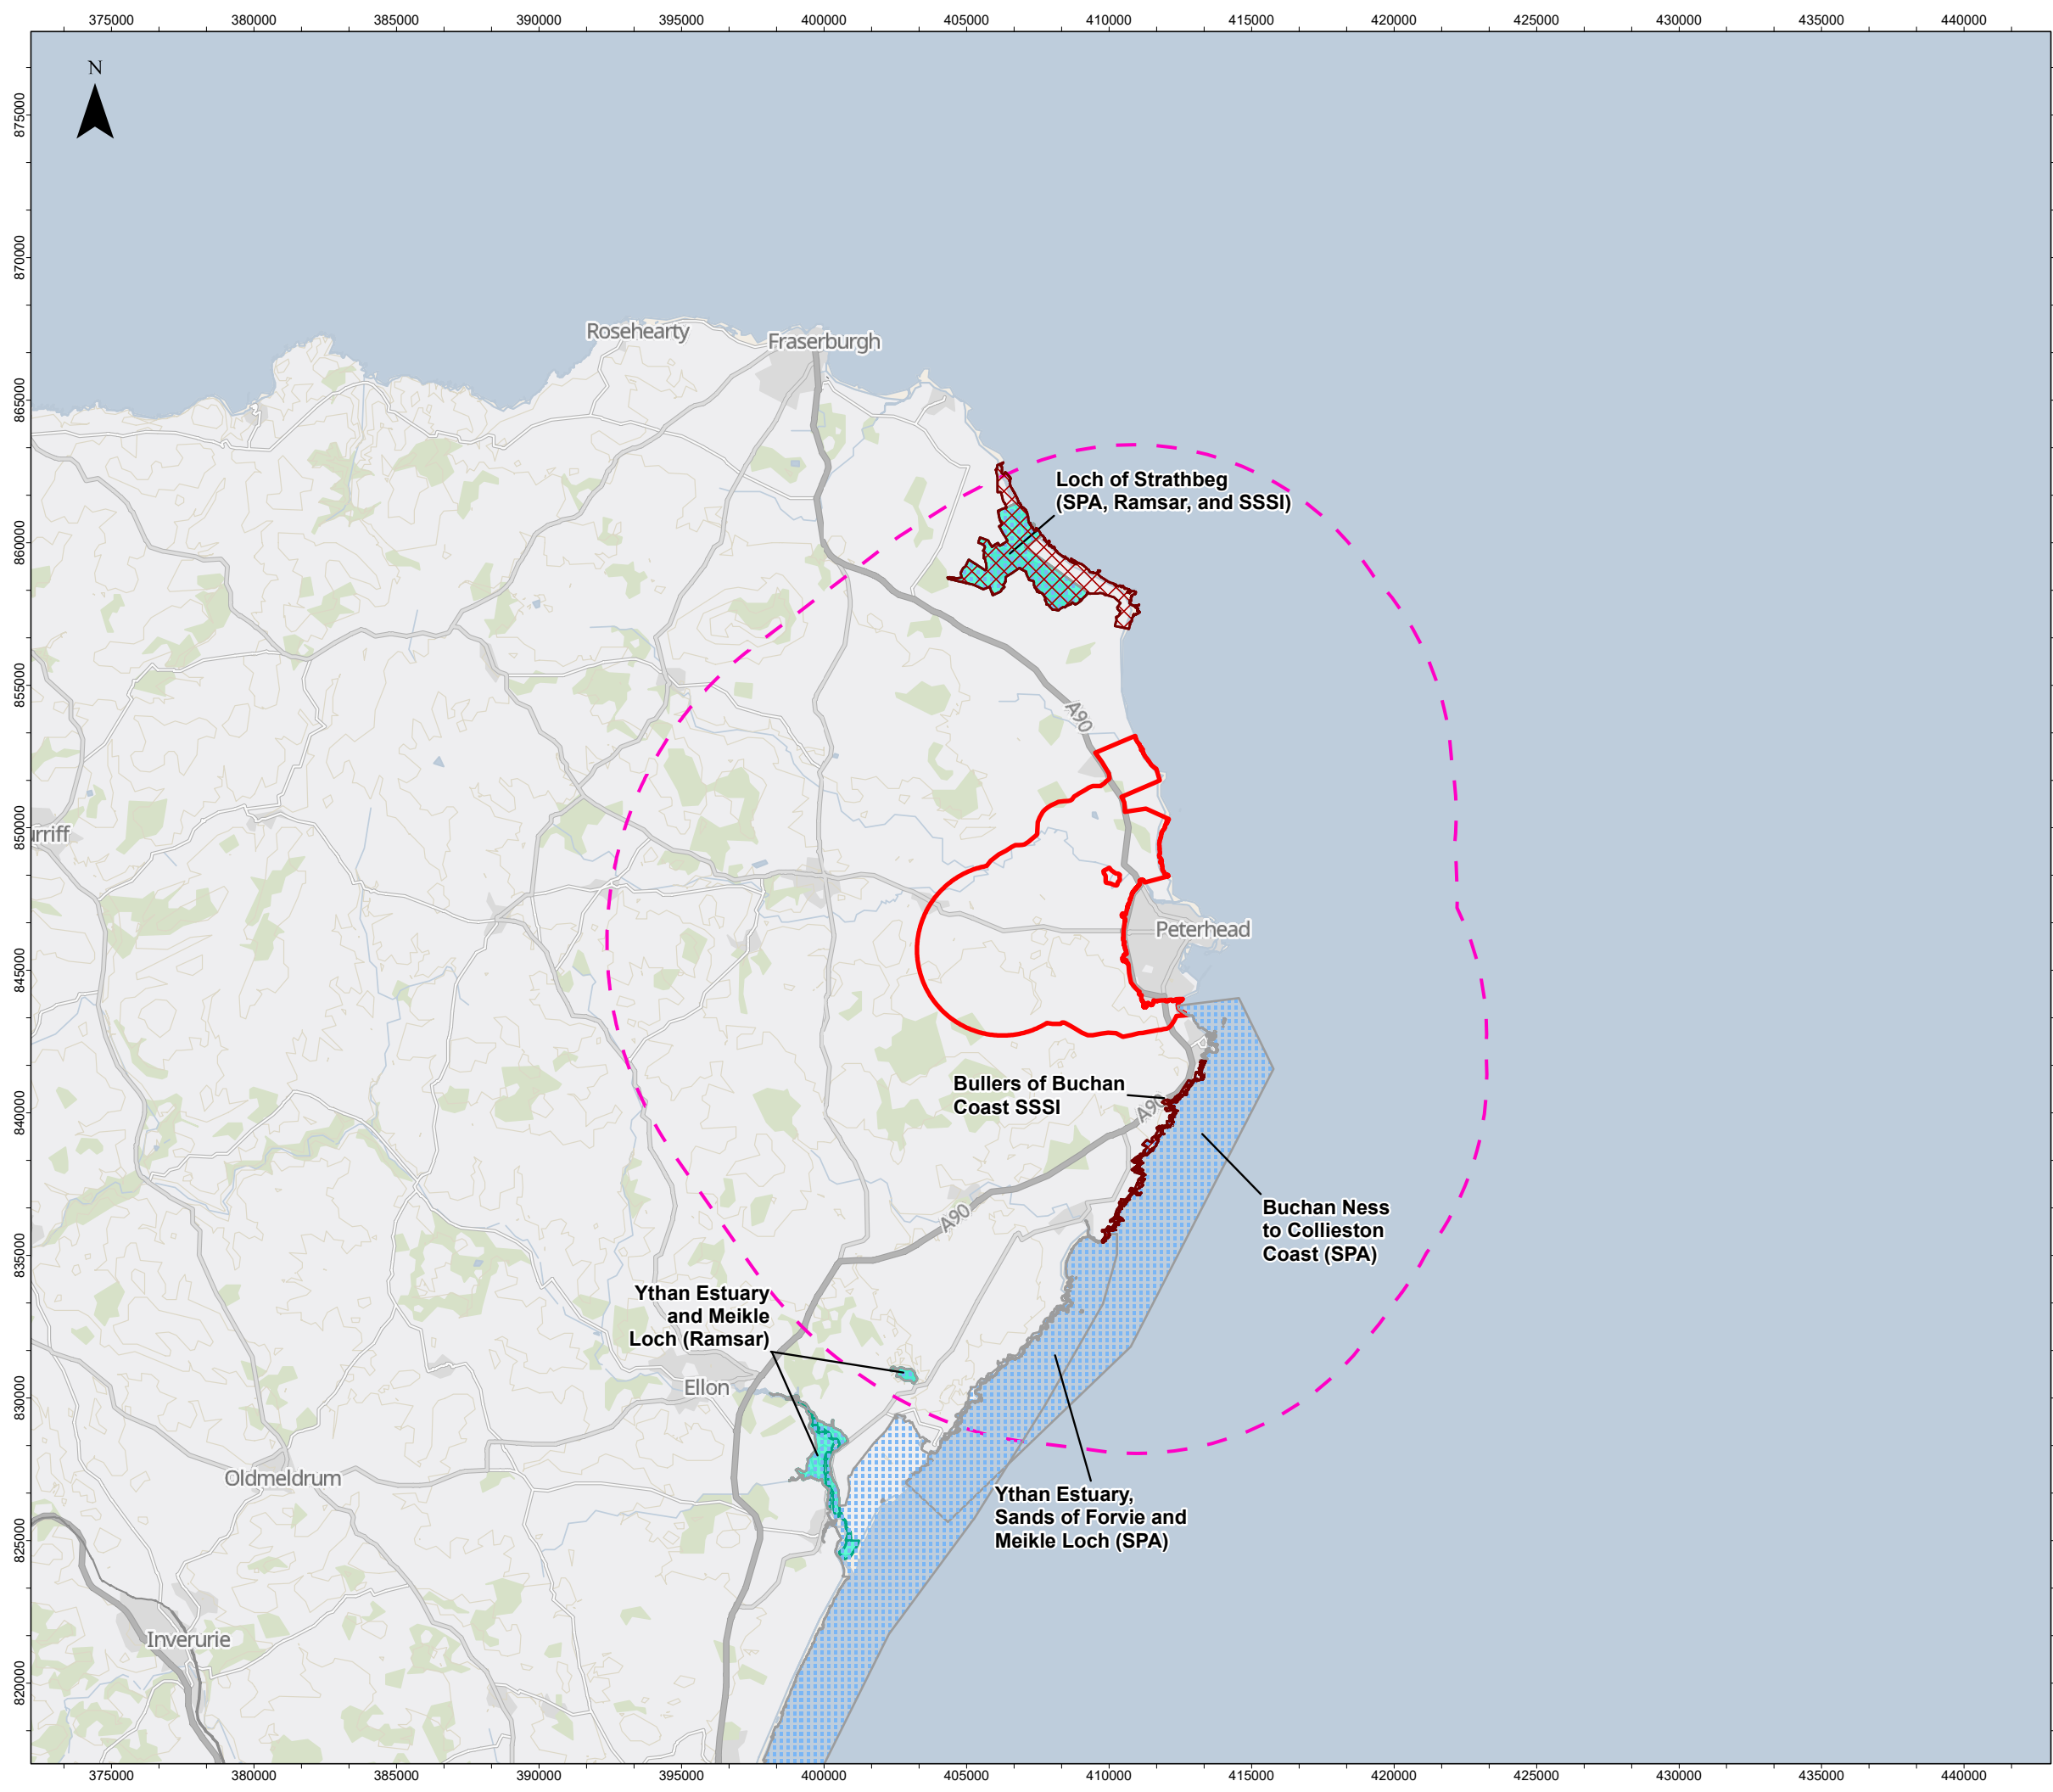 375000 380000 385000 390000 395000 400000 405000 410000 415000 420000 425000 430000 435000 440000
N
875000
870000
865000
860000
855000
850000
845000
840000
835000
830000
825000
820000
Rosehearty
Fraserburgh
Loch of Strathbeg
(SPA, Ramsar, and SSSI)
A90
urriff
Peterhead
Bullers of Buchan
Coast SSSI
A90
Buchan Ness
to Collieston
Coast (SPA)
A90
Ythan Estuary
and Meikle
Loch (Ramsar)
Ellon
Oldmeldrum
Ythan Estuary,
Sands of Forvie and
Meikle Loch (SPA)
Inverurie
375000 380000 385000 390000 395000 400000 405000 410000 415000 420000 425000 430000 435000 440000